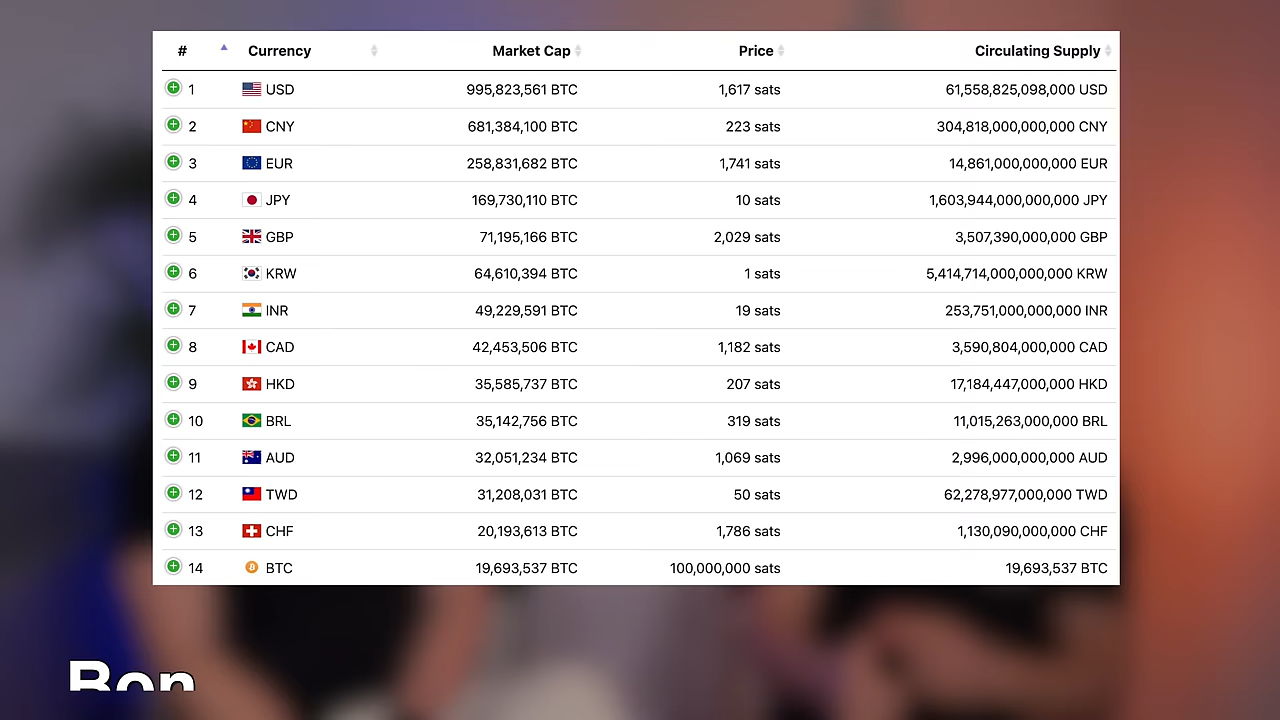 # Currency Market Cap Price Circulating Supply
1 USD 995,823,561 BTC 1,617 sats 61,558,825,098,000 USD
2 CNY 681,384,100 BTC 223 sats 304,818,000,000,000 CNY
3 EUR 258,831,682 BTC 1,741 sats 14,861,000,000,000 EUR
4 JPY 169,730,110 BTC 10 sats 1,603,944,000,000,000 JPY
5 GBP 71,195,166 BTC 2,029 sats 3,507,390,000,000 GBP
6 KRW 64,610,394 BTC 1 sats 5,414,714,000,000,000 KRW
7 INR 49,229,591 BTC 19 sats 253,751,000,000,000 INR
8 CAD 42,453,506 BTC 1,182 sats 3,590,804,000,000 CAD
9 HKD 35,585,737 BTC 207 sats 17,184,447,000,000 HKD
10 BRL 35,142,756 BTC 319 sats 11,015,263,000,000 BRL
11 AUD 32,051,234 BTC 1,069 sats 2,996,000,000,000 AUD
12 TWD 31,208,031 BTC 50 sats 62,278,977,000,000 TWD
13 CHF 20,193,613 BTC 1,786 sats 1,130,090,000,000 CHF
14 BTC 19,693,537 BTC 100,000,000 sats 19,693,537 BTC